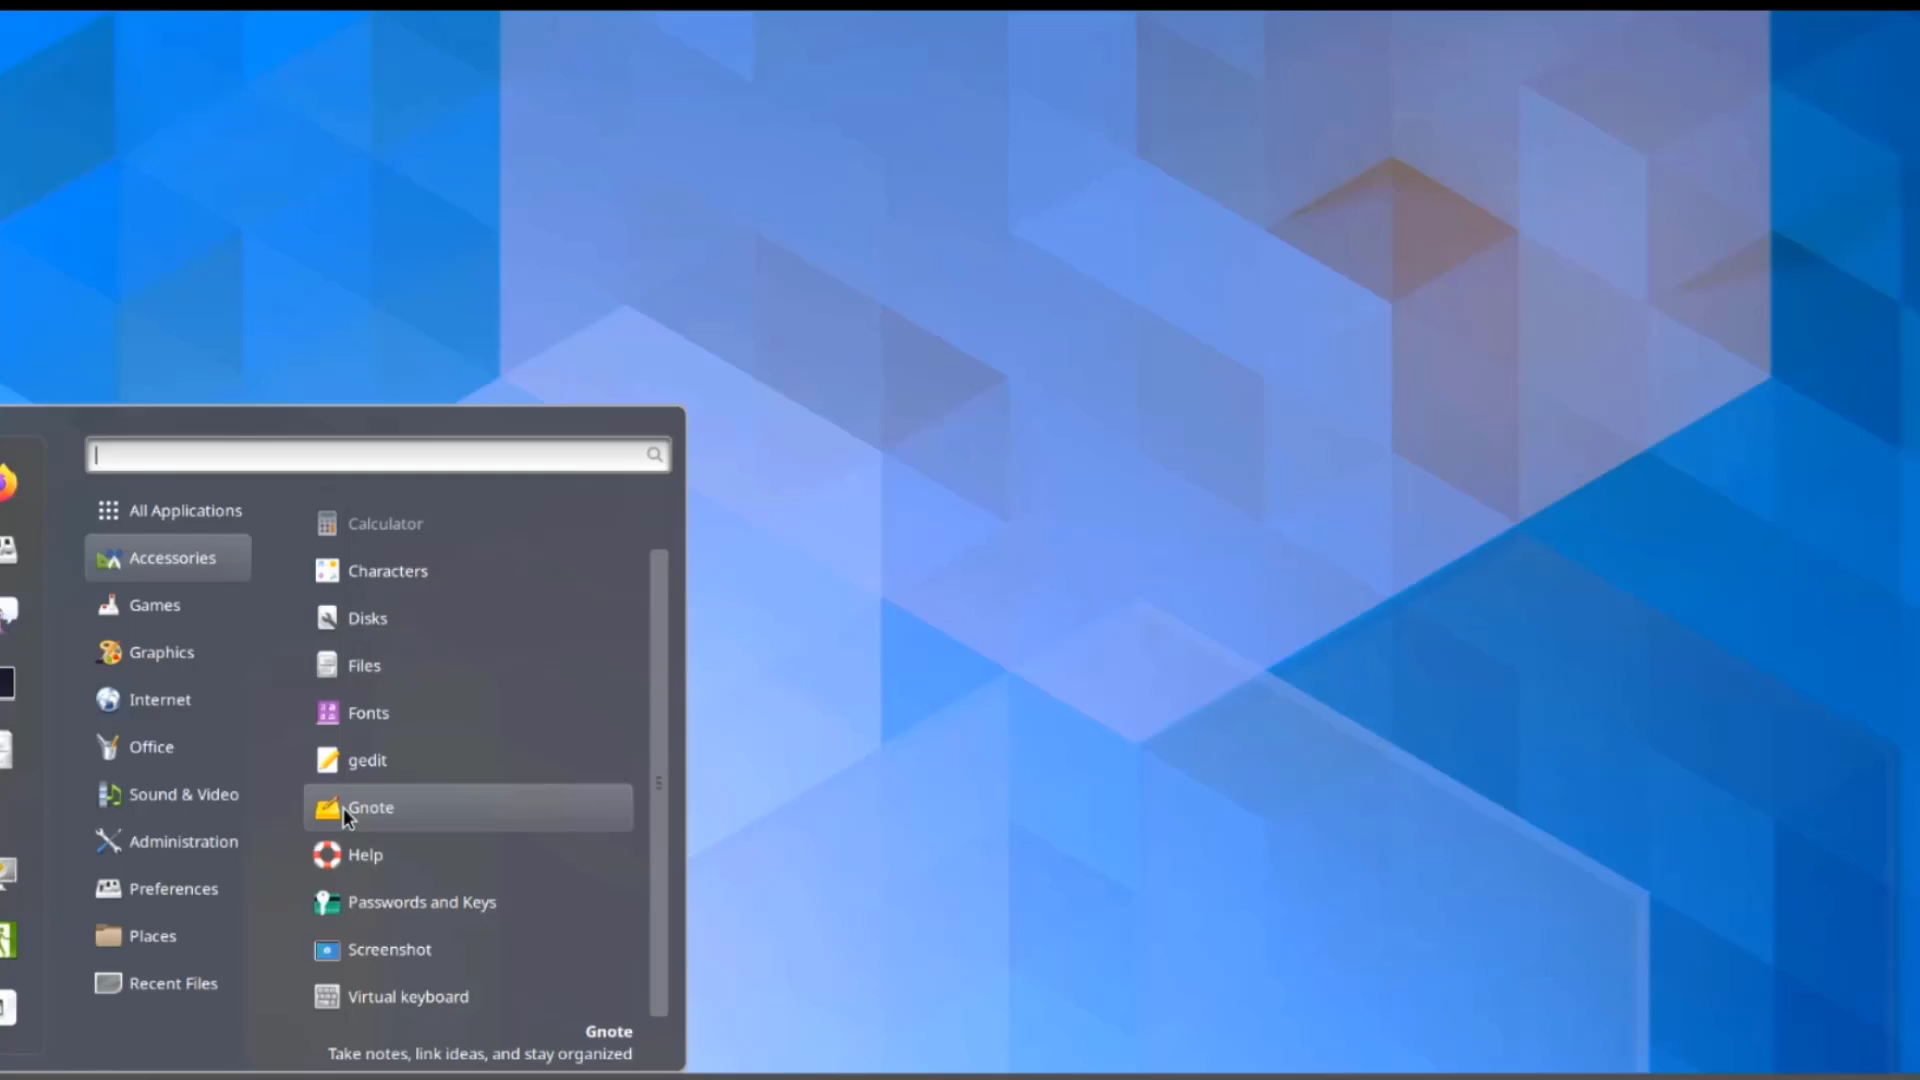 All Applications
Accessories
Games
Graphics
Internet
Office
Sound & Video
Administration
Preferences
Places
Recent Files
Calculator
Characters
Disks
Files
Fonts
gedit
Gnote
Help
Passwords and Keys
Screenshot
Virtual keyboard
Gnote
Take notes, link ideas, and stay organized